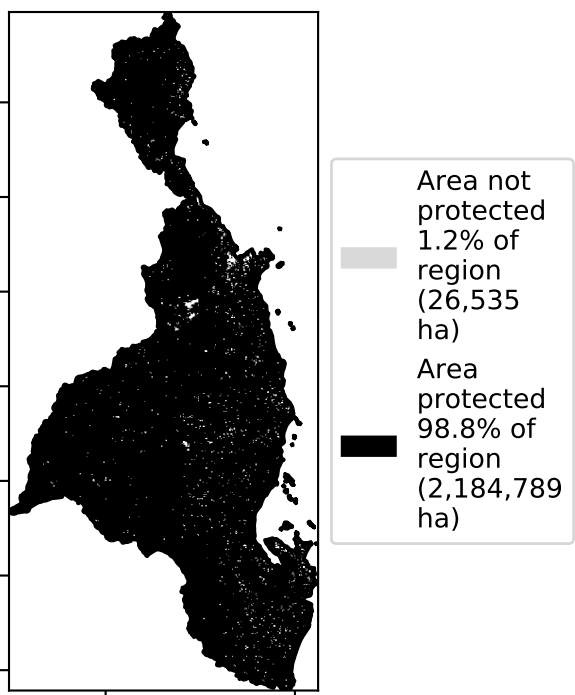 Area not
protected
1.2% of
region
(26,535
ha)
Area
protected
98.8% of
region
(2,184,789
ha)